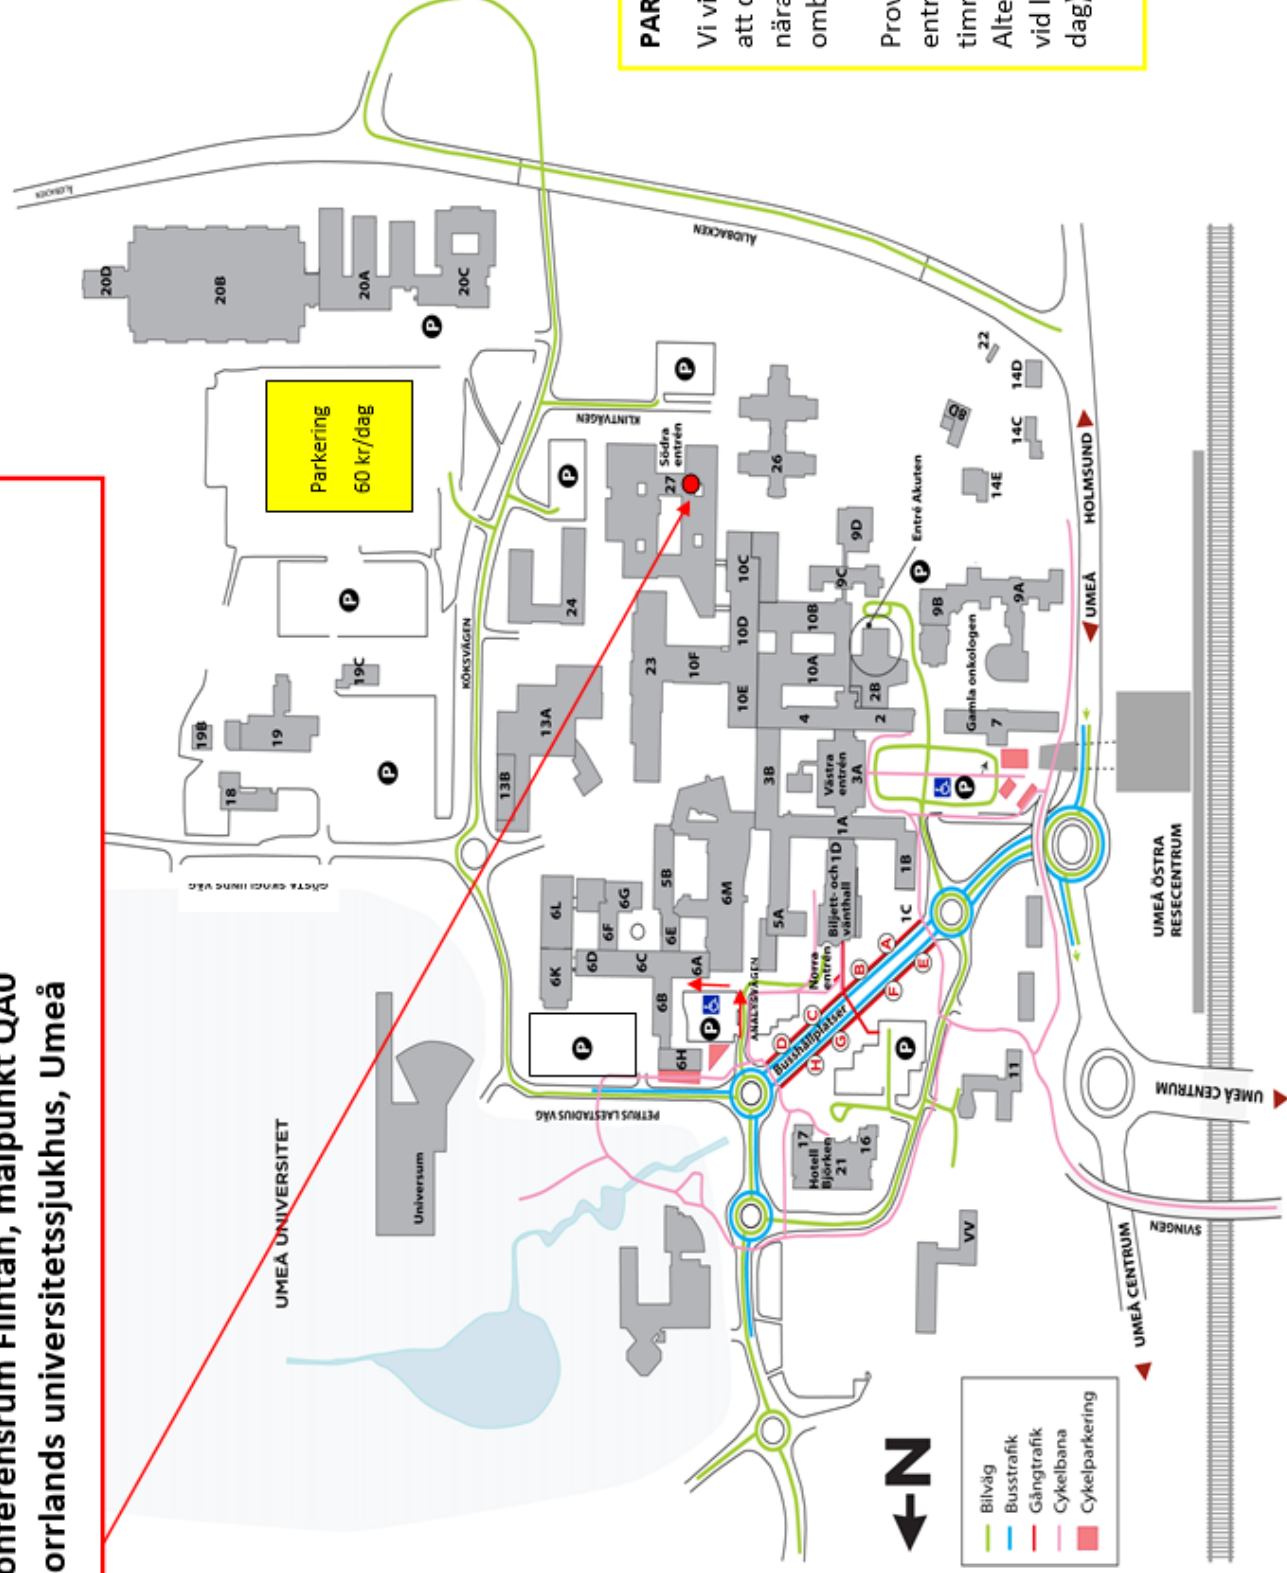 onferensrum Flintan, målpunkt QA0
orrlands universitetssjukhus, Umeå
PAR
Vi vi
att
nära
omb
Prov
entr
timr
Alte
vid
dag
Parkering
60 kr/dag
ÅLIDBACKEN
20D
20B
20A
20C
P
KLINTVÄGEN
P
P
P
P
KÖKSVÄGEN
19B
19
19C
18
24
13A
13B
27
Södra
entrén
26
22
14D
14C
8D
14E
9D
9C
Entré Akuten
P
9B
9A
Gamla onkologen
7
10C
10D
10B
10F
10A
10E
23
4
2B
2
3B
Västra
entrén
3A
P
1A
1B
1C
1D
Biljett- och
vänthall
5A
5B
6M
6L
6G
6F
6E
6K
6D
6C
6A
6B
6H
P
P
ANALYSVÄGEN
Norra
entrén
A
B
C
D
E
F
G
H
Busshållplatser
P
11
17
16
Hotell
Björken
21
VV
PETRUS LAESTADIUS VÄG
Universum
UMEÅ UNIVERSITET
HOLMSUND
UMEÅ
UMEÅ ÖSTRA
RESECENTRUM
UMEÅ CENTRUM
UMEÅ CENTRUM
SVINGEN
N
Bilväg
Busstrafik
Gångtrafik
Cykelbana
Cykelparkering